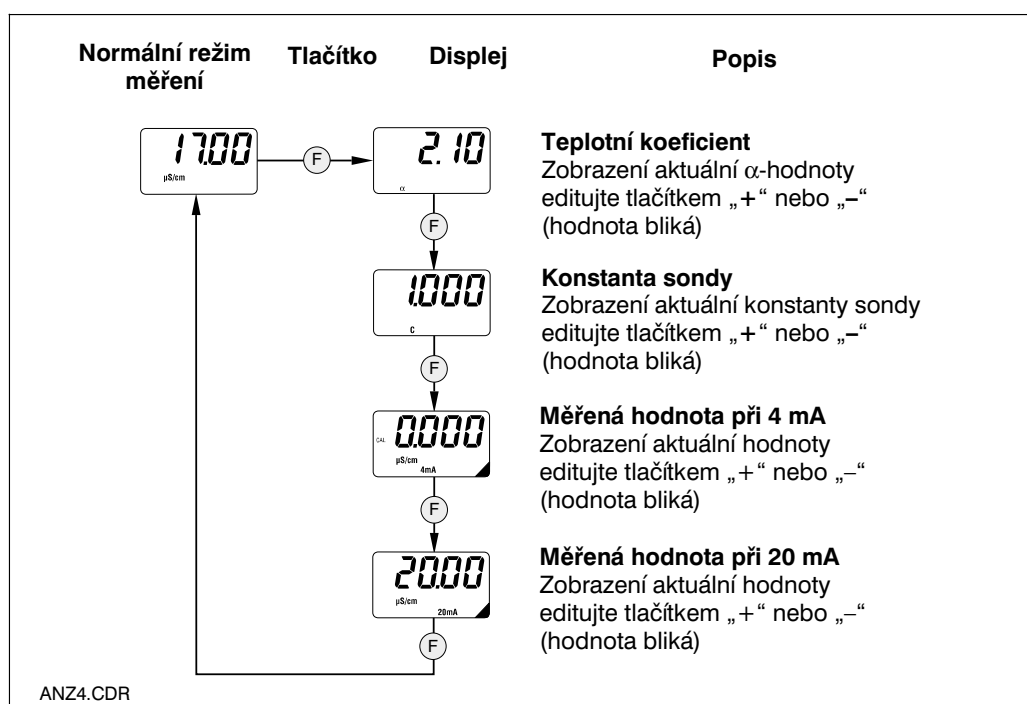 Normální režim
měření
Tlačítko
Displej
Popis
17.00
µS/cm
F
2.10
α
Teplotní koeficient
Zobrazení aktuální α-hodnoty
editujte tlačítkem „+“ nebo „–“
(hodnota bliká)
F
1.000
C
Konstanta sondy
Zobrazení aktuální konstanty sondy
editujte tlačítkem „+“ nebo „–“
(hodnota bliká)
F
CAL
0.000
µS/cm
4mA
Měřená hodnota při 4 mA
Zobrazení aktuální hodnoty
editujte tlačítkem „+“ nebo „–“
(hodnota bliká)
F
20.00
µS/cm
20mA
Měřená hodnota při 20 mA
Zobrazení aktuální hodnoty
editujte tlačítkem „+“ nebo „–“
(hodnota bliká)
F
ANZ4.CDR